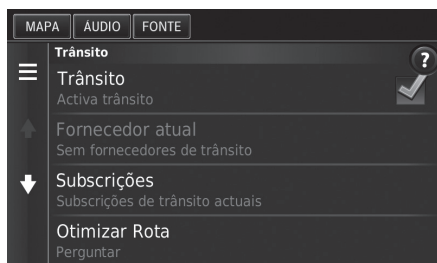 MAPA ÁUDIO FONTE
Trânsito
?
Trânsito
Activa trânsito
Fornecedor atual
Sem fornecedores de trânsito
Subscrições
Subscrições de trânsito actuais
Otimizar Rota
Perguntar